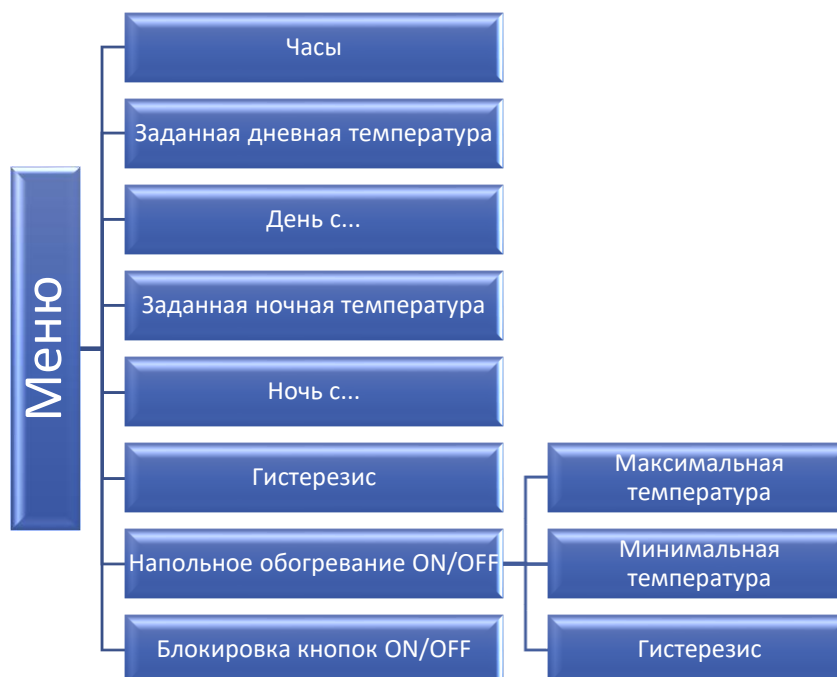 Меню
Часы
Заданная дневная температура
День с...
Заданная ночная температура
Ночь с...
Гистерезис
Напольное обогревание ON/OFF
Блокировка кнопок ON/OFF
Максимальная
температура
Минимальная
температура
Гистерезис